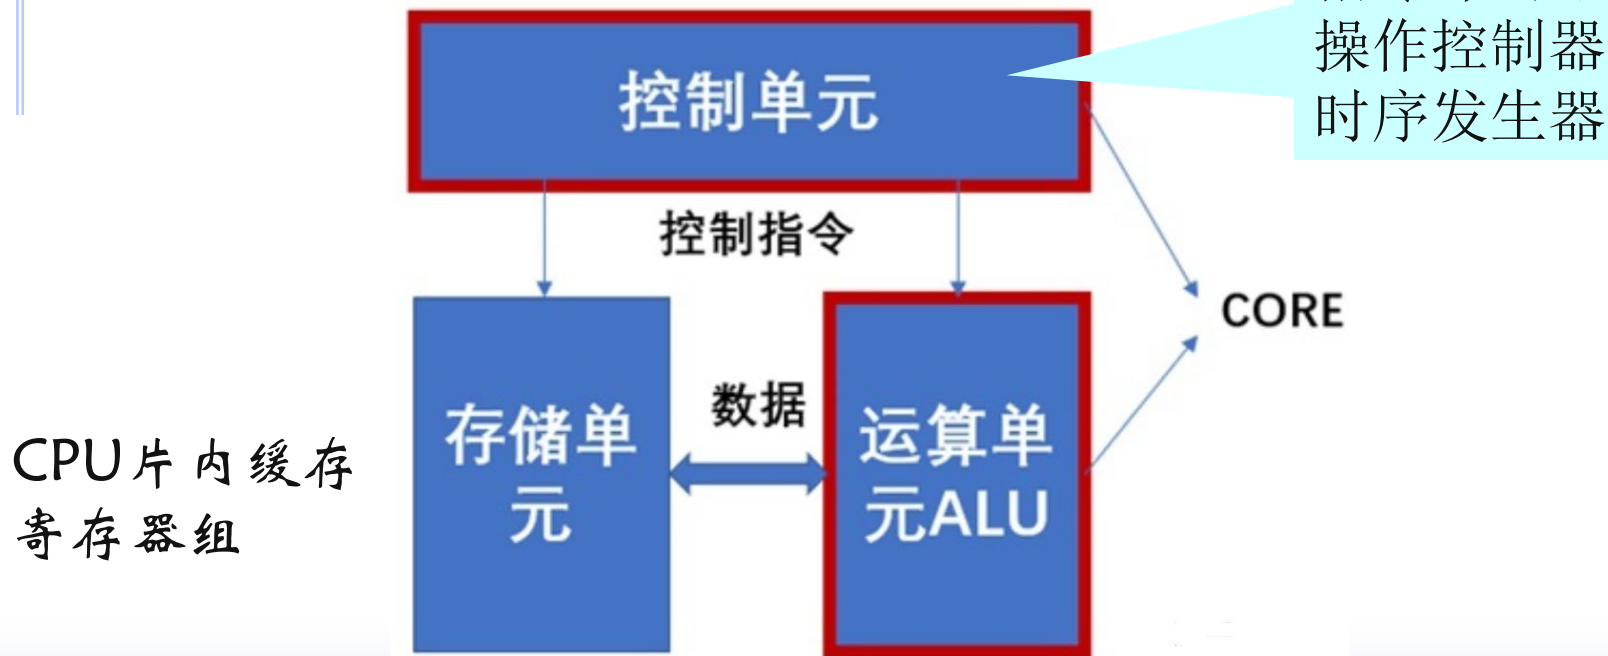 操作控制器
时序发生器
控制单元
控制指令
CORE
数据
存储单
元
运算单
元ALU
CPU片内缓存
寄存器组